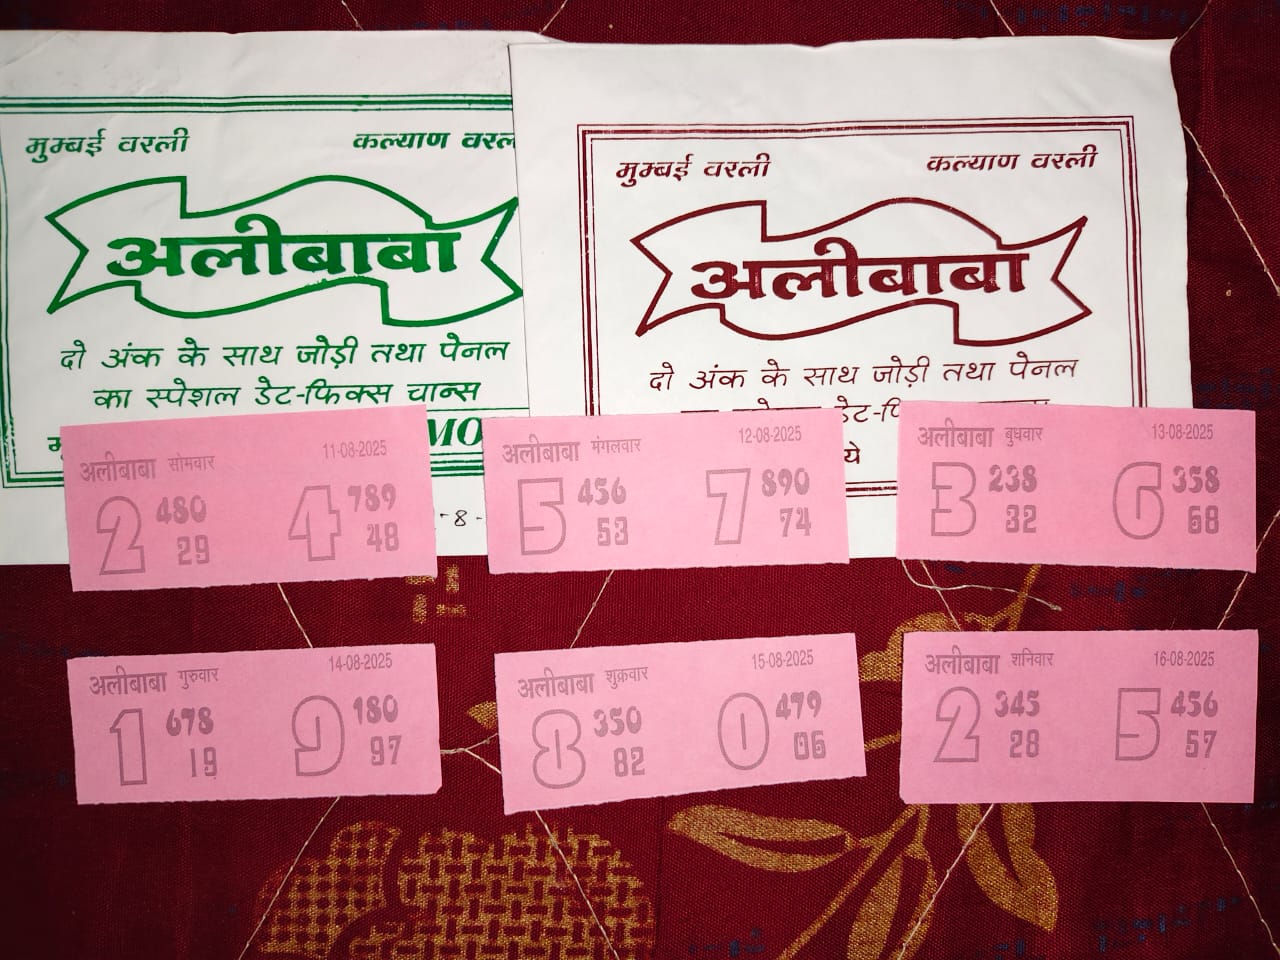 मुम्बई वरली
अलीबाबा
दो अंक के साथ जोड़ी तथा पेनल
का स्पेशल डेट-फिक्स चान्स
MO
कल्याण
मुम्बई वरली कल्याण वरली
अलीबाबा
दो अंक के साथ जोड़ी तथा पेनल
डेट-फि
ये
-8-
अलीबाबा सोमवार 11-08-2025
2 480 4 789
29 48
अलीबाबा मंगलवार 12-08-2025
5 456 7 890
53 74
अलीबाबा बुधवार 13-08-2025
3 238 6 358
32 68
अलीबाबा गुरुवार 14-08-2025
1 678 9 180
19 97
अलीबाबा शुक्रवार 15-08-2025
8 350 0 479
82 06
अलीबाबा शनिवार 16-08-2025
2 345 5 456
28 57